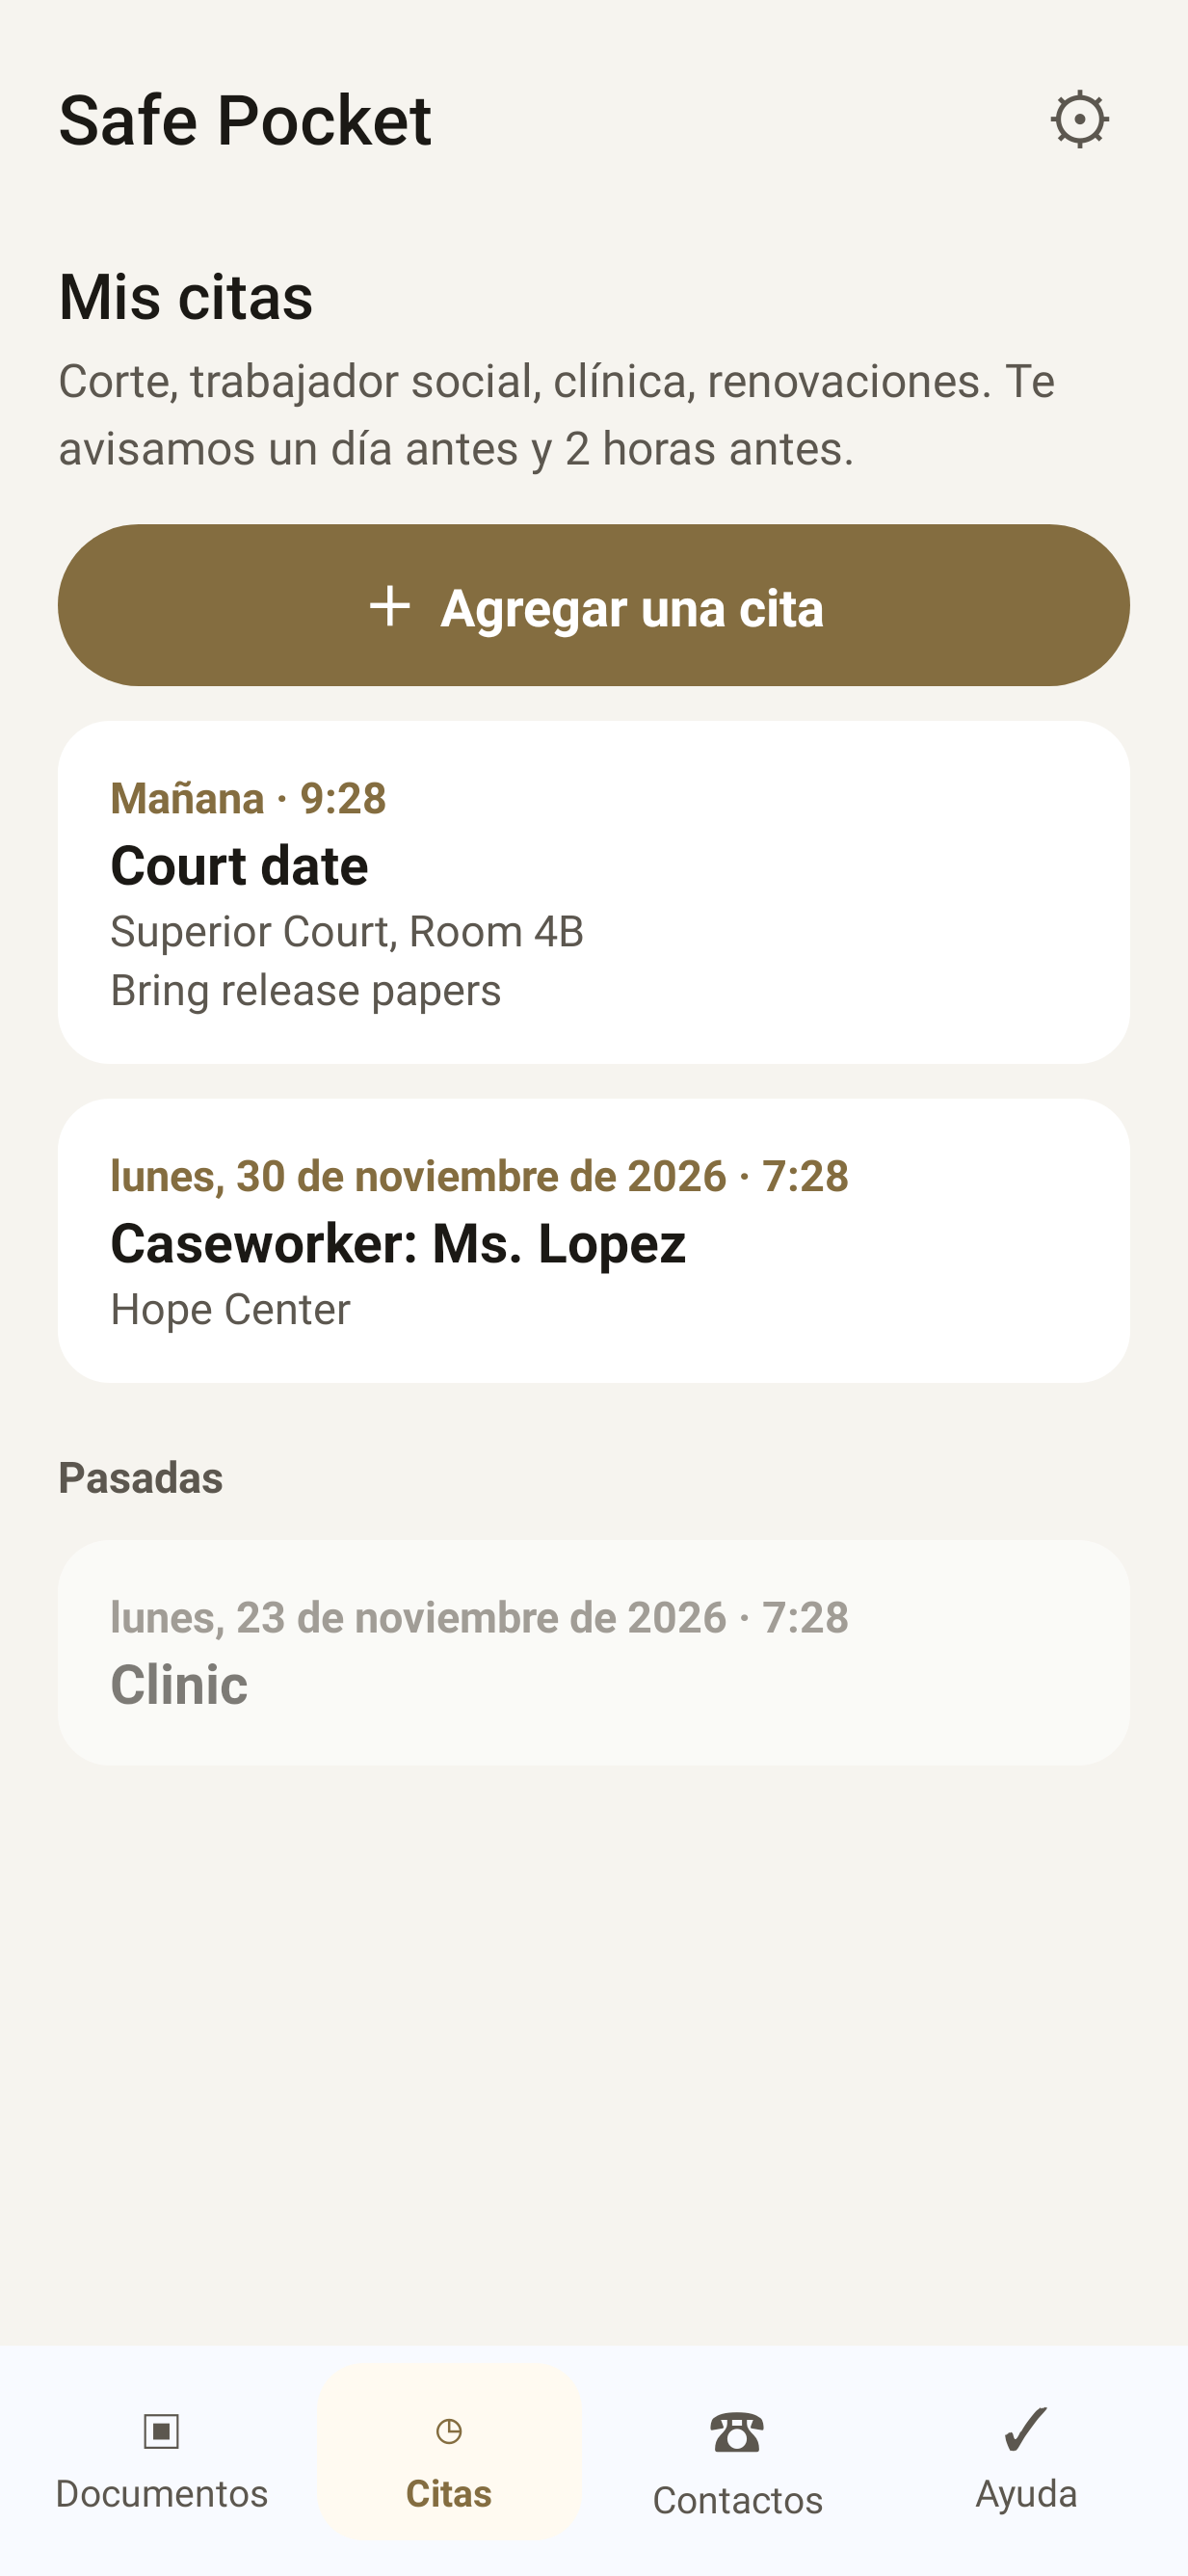 Safe Pocket
Mis citas
Corte, trabajador social, clínica, renovaciones. Te
avisamos un día antes y 2 horas antes.
+ Agregar una cita
Mañana · 9:28
Court date
Superior Court, Room 4B
Bring release papers
lunes, 30 de noviembre de 2026 · 7:28
Caseworker: Ms. Lopez
Hope Center
Pasadas
lunes, 23 de noviembre de 2026 · 7:28
Clinic
Documentos
Citas
Contactos
Ayuda